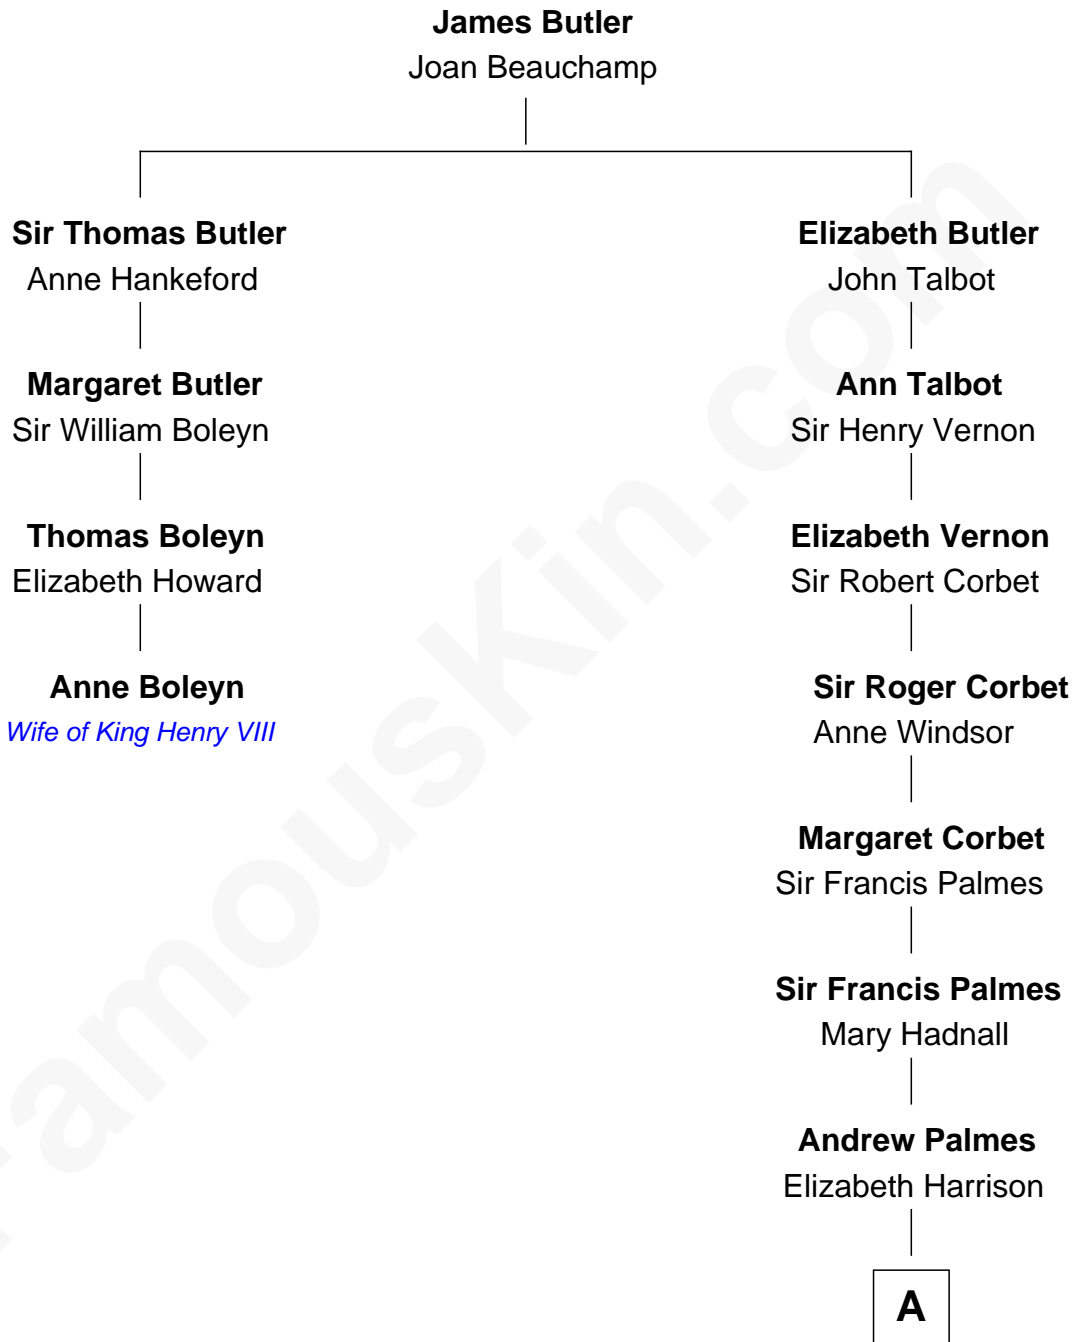 James Butler
Joan Beauchamp
Sir Thomas Butler
Anne Hankeford
Margaret Butler
Sir William Boleyn
Thomas Boleyn
Elizabeth Howard
Anne Boleyn
Wife of King Henry VIII
Elizabeth Butler
John Talbot
Ann Talbot
Sir Henry Vernon
Elizabeth Vernon
Sir Robert Corbet
Sir Roger Corbet
Anne Windsor
Margaret Corbet
Sir Francis Palmes
Sir Francis Palmes
Mary Hadnall
Andrew Palmes
Elizabeth Harrison
A
FamousKin.com